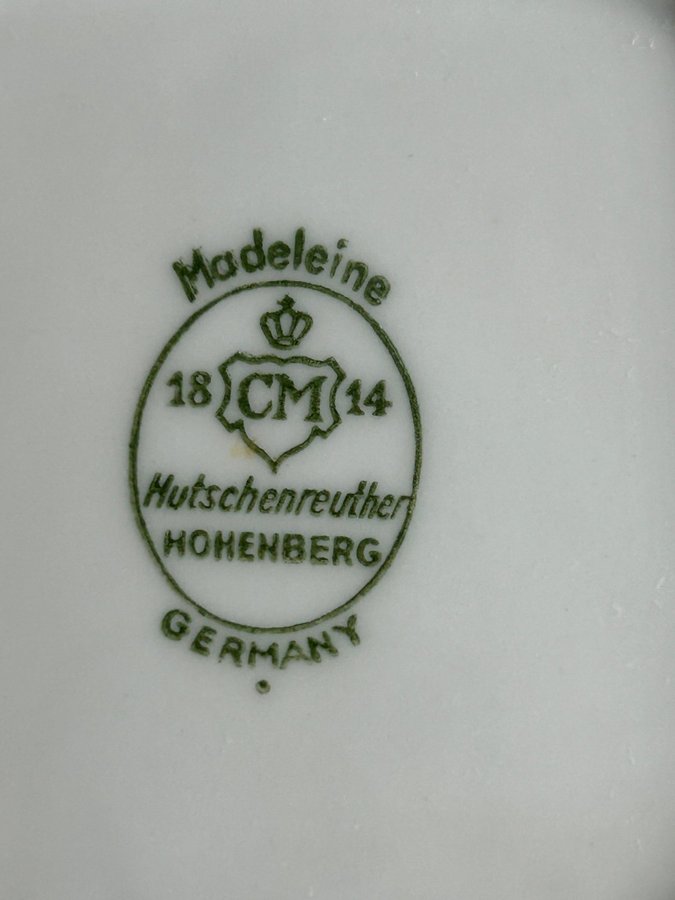 Madeleine
18 CM 14
Hutschenreuther
HOHENBERG
GERMANY